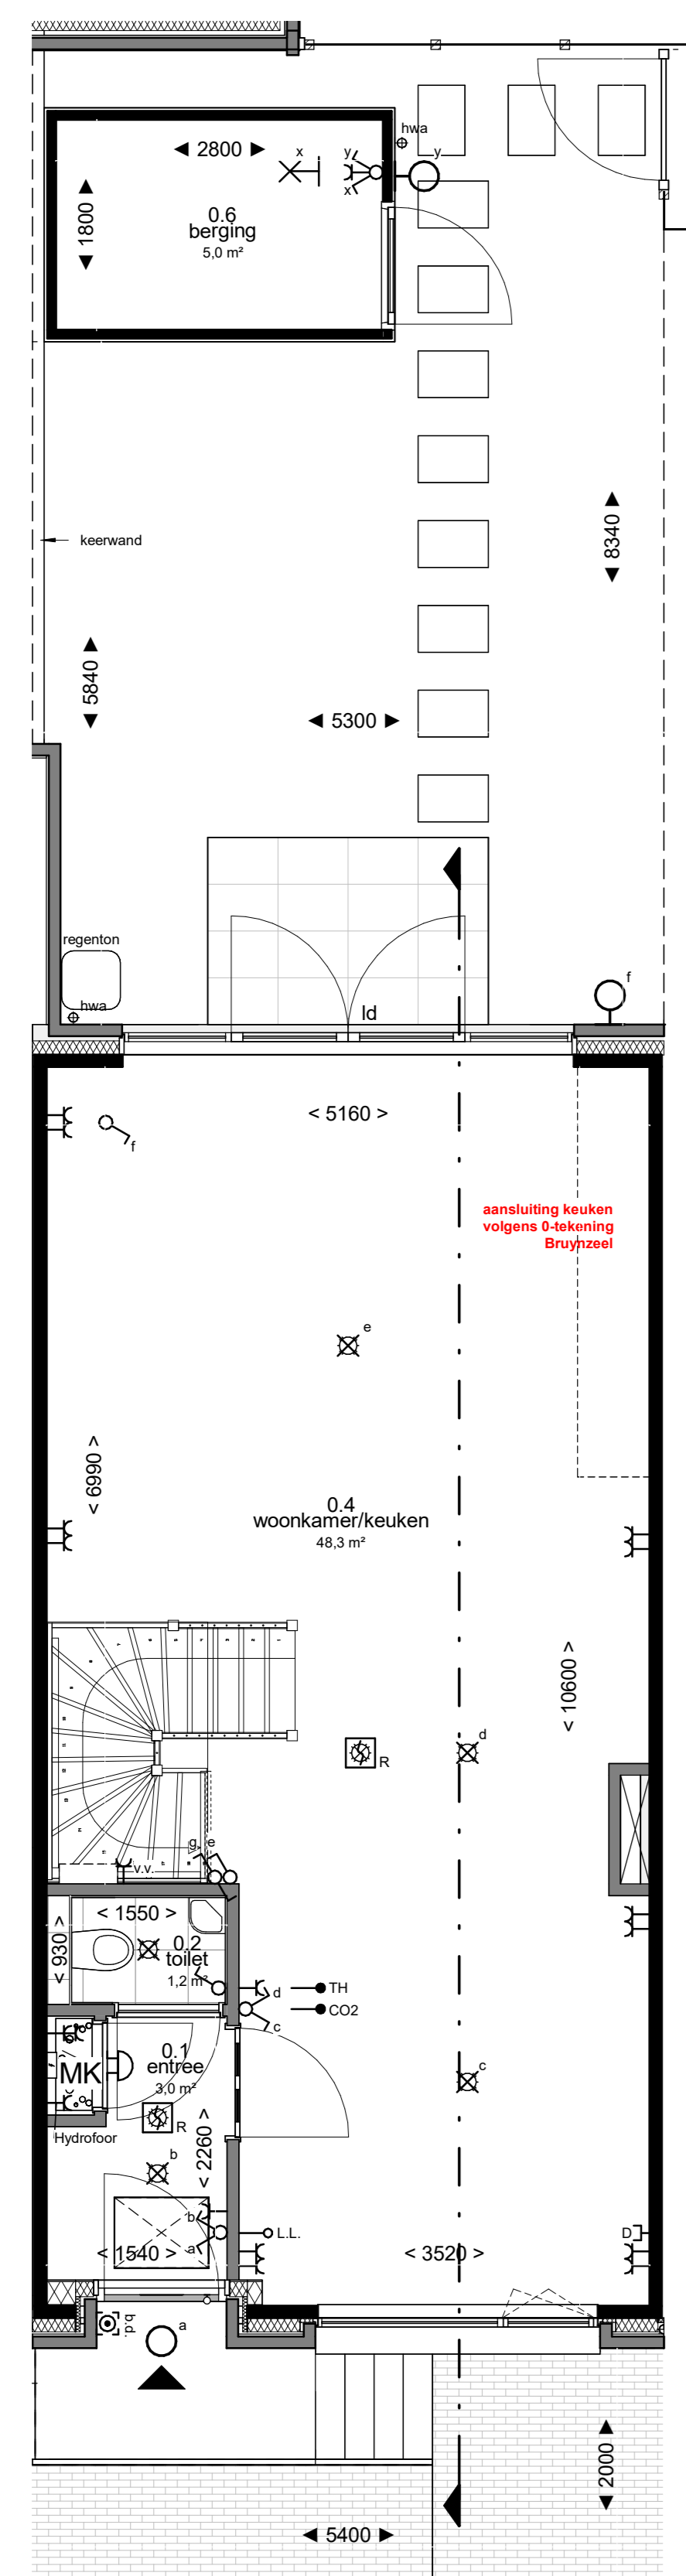 hwa
x
y
y
x
◄ 2800 ►
◄ 1800 ►
0.6
berging
5,0 m²
keerwand
◄ 8340 ►
◄ 5840 ►
◄ 5300 ►
regenton
hwa
ld
f
< 5160 >
f
aansluiting keuken
volgens 0-tekening
Bruynzeel
e
< 6990 >
0.4
woonkamer/keuken
48,3 m²
< 10600 >
d
R
g
e
v.v.
< 1550 >
< 930 >
0.2
toilet
1,2 m²
d
TH
c
CO2
0.1
entree
3,0 m²
MK
c
R
Hydrofoor
< 2260 >
b
b
a
L.L.
D
< 1540 >
< 3520 >
b.d.
a
◄ 2000 ►
◄ 5400 ►